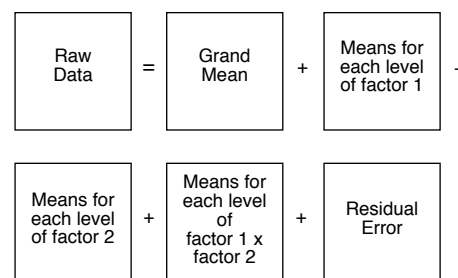 Raw
Data
=
Grand
Mean
+
Means for
each level
of factor 1
Means for
each level
of factor 2
+
Means for
each level
of
factor 1 x
factor 2
+
Residual
Error